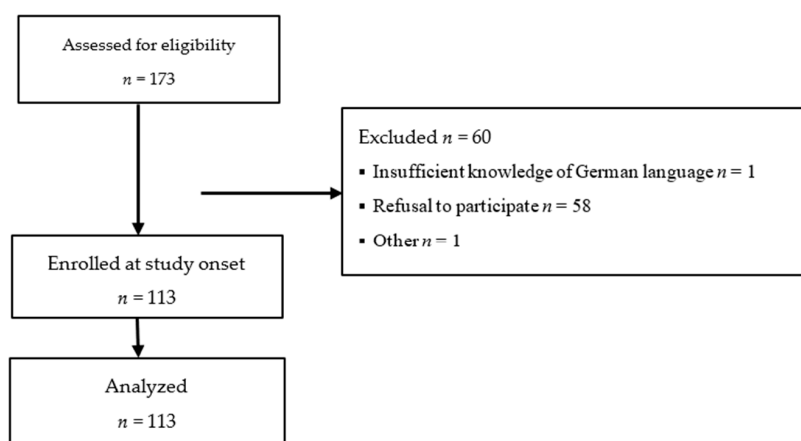 Assessed for eligibility
n = 173
Excluded n = 60
▪ Insufficient knowledge of German language n = 1
▪ Refusal to participate n = 58
▪ Other n = 1
Enrolled at study onset
n = 113
Analyzed
n = 113